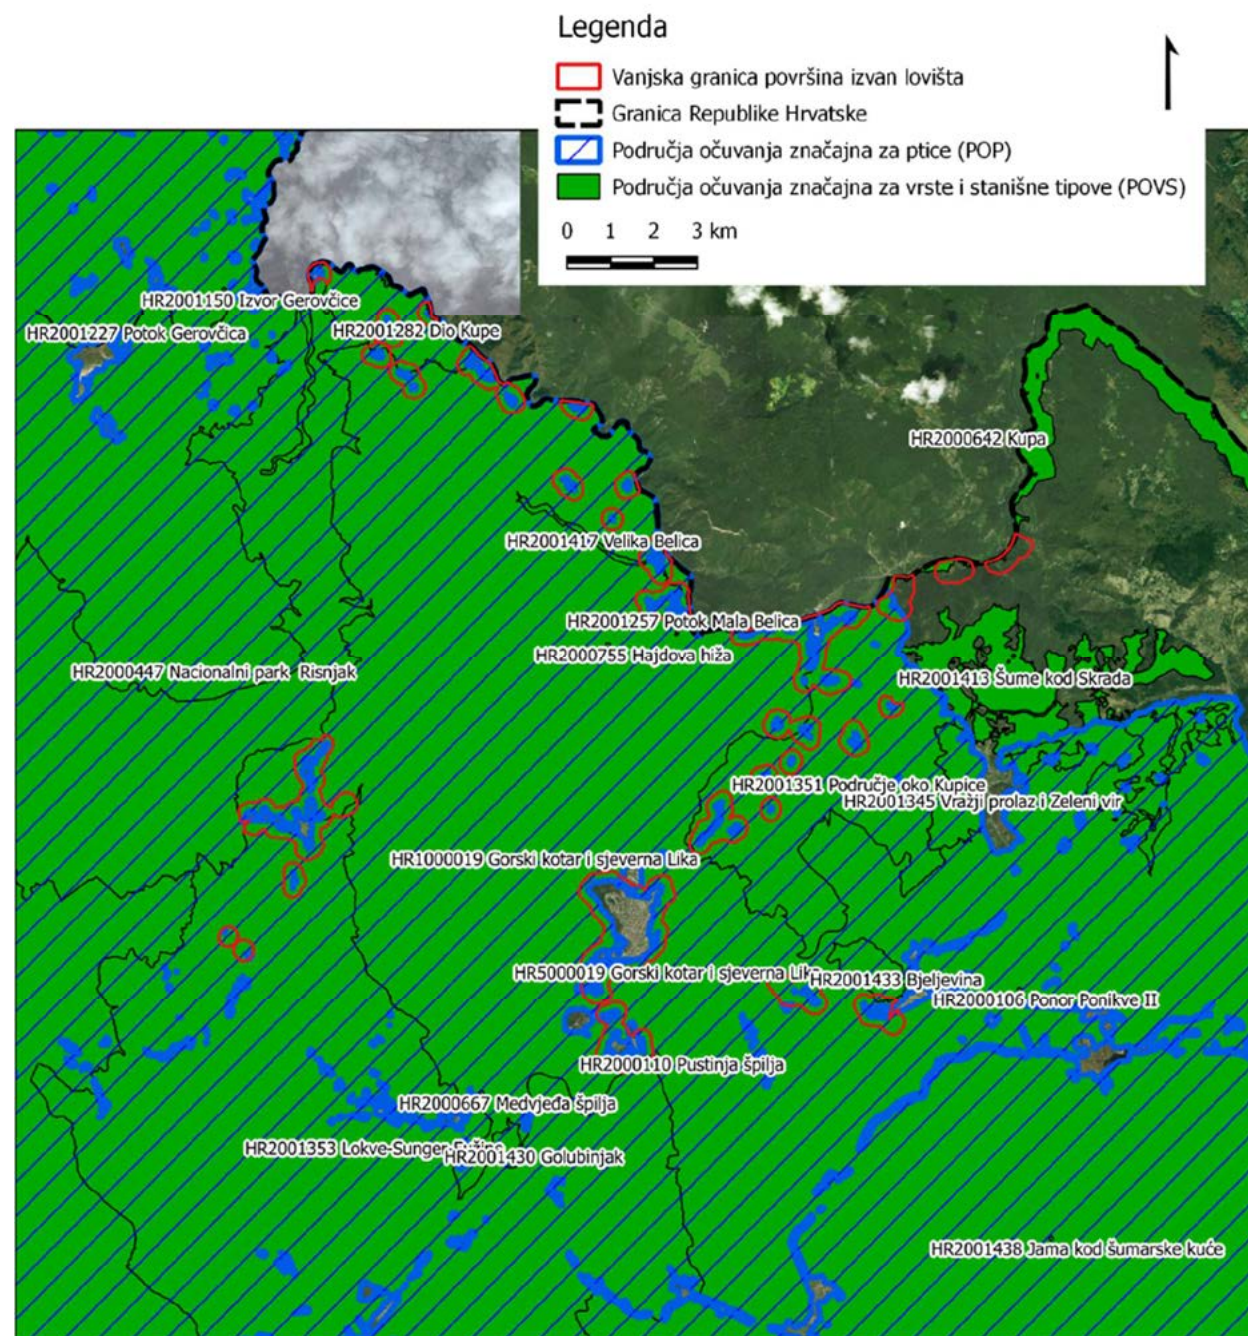 Legenda
Vanjska granica površina izvan lovišta
Granica Republike Hrvatske
Područja očuvanja značajna za ptice (POP)
Područja očuvanja značajna za vrste i stanišne tipove (POVS)
0 1 2 3 km
HR2001150 Izvor Gerovčice
HR2001227 Potok Gerovčica
HR2001282 Dio Kupe
HR2000642 Kupa
HR2001417 Velika Belica
HR2001257 Potok Mala Belica
HR2000755 Hajdova hiža
HR2000447 Nacionalni park Risnjak
HR2001413 Šume kod Skrada
HR2001351 Područje oko Kupice
HR2001345 Vražji prolaz i Zeleni vir
HR1000019 Gorski kotar i sjeverna Lika
HR5000019 Gorski kotar i sjeverna Lika
HR2001433 Bjeljevina
HR2000106 Ponor Ponikve II
HR2000110 Pustinja špilja
HR2000667 Medvjeđa špilja
HR2001353 Lokve-Sunger-
HR2001430 Golubinjak
HR2001438 Jama kod šumarske kuće